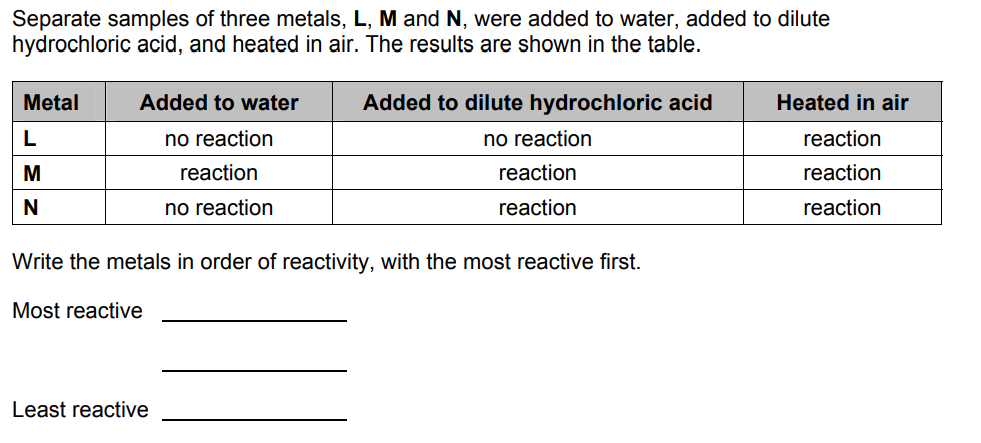 Separate samples of three metals, L, M and N, were added to water, added to dilute
hydrochloric acid, and heated in air. The results are shown in the table.
Metal Added to water Added to dilute hydrochloric acid Heated in air
L no reaction no reaction reaction
M reaction reaction reaction
N no reaction reaction reaction
Write the metals in order of reactivity, with the most reactive first.
Most reactive
Least reactive